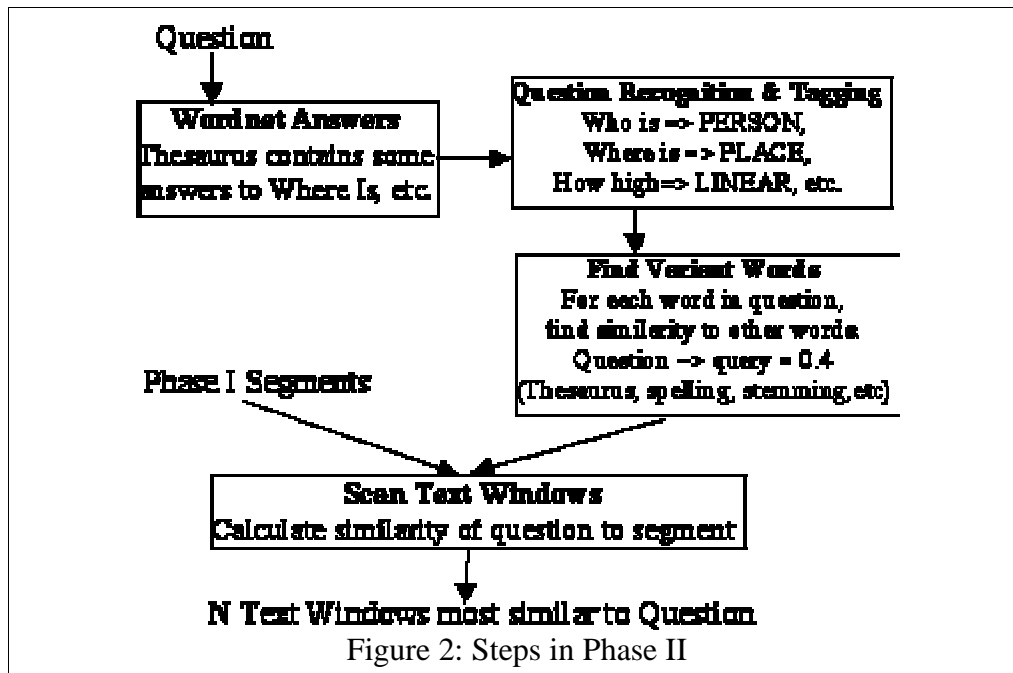 Question
Wordnet Answers
Thesaurus contains some
answers to Where Is, etc.
Question Recognition & Tagging
Who is => PERSON,
Where is => PLACE,
How high=> LINEAR, etc.
Find Variant Words
For each word in question,
find similarity to other words
Question -> query = 0.4
(Thesaurus, spelling, stemming,etc)
Phase I Segments
Scan Text Windows
Calculate similarity of question to segment
N Text Windows most similar to Question
Figure 2: Steps in Phase II